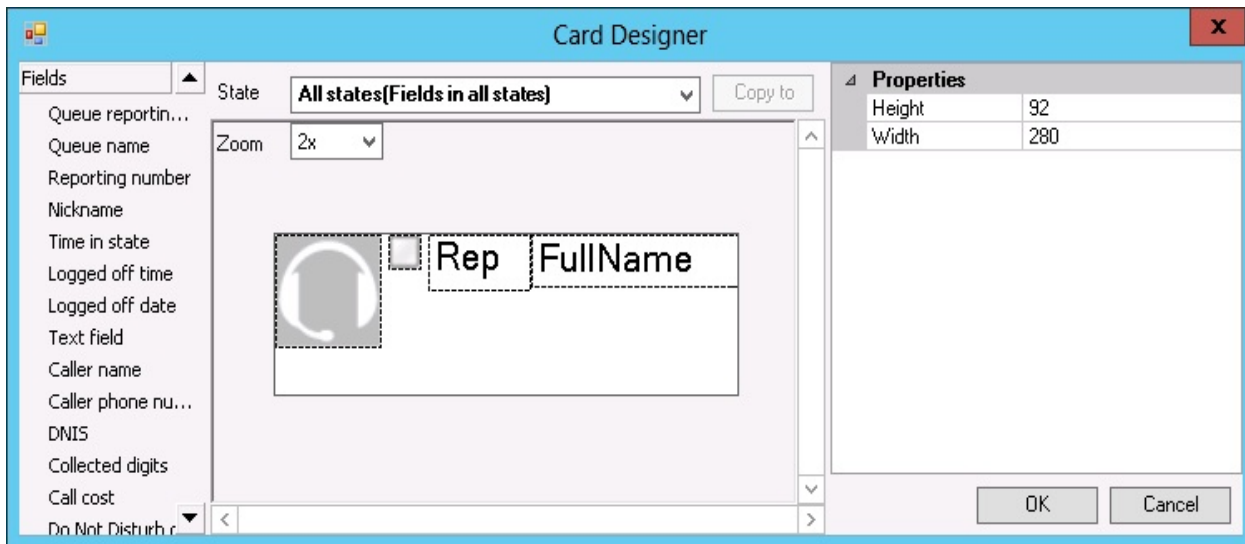 Card Designer
x
Fields
Queue reportin...
Queue name
Reporting number
Nickname
Time in state
Logged off time
Logged off date
Text field
Caller name
Caller phone nu...
DNIS
Collected digits
Call cost
State
All states(Fields in all states)
Copy to
Zoom
2x
Rep
FullName
Properties
Height 92
Width 280
OK
Cancel